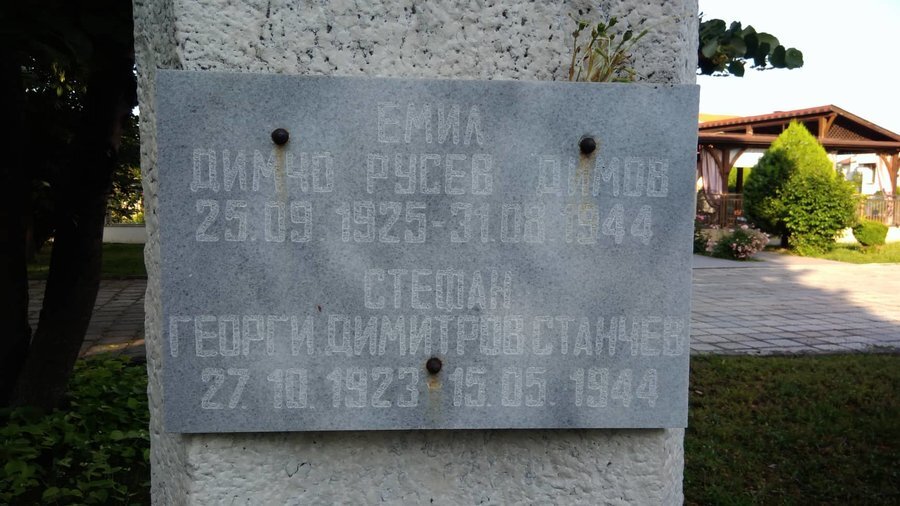 ЕМИЛ
ДИМЧО РУСЕВ ДИМОВ
25.09.1925-31.08.1944
СТЕФАН
ГЕОРГИ.ДИМИТРОВ.СТАНЧЕВ
27.10.1923-15.05.1944